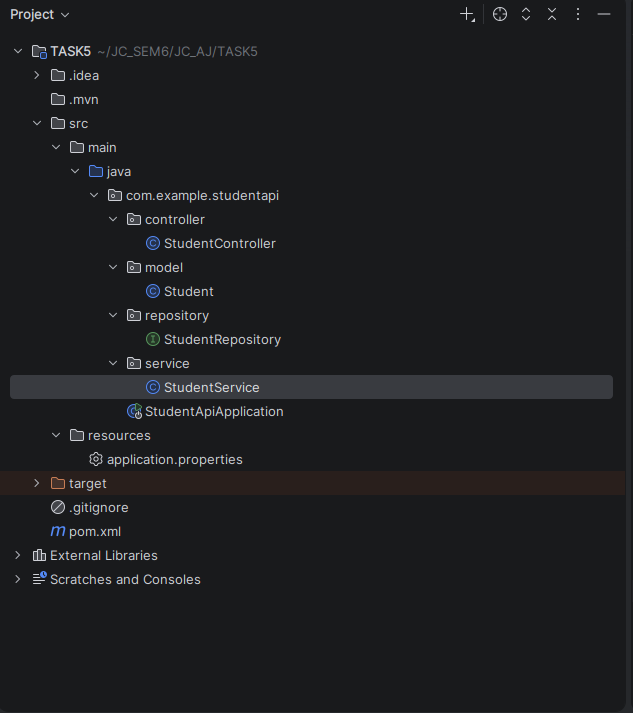 Project
TASK5 ~/JC_SEM6/JC_AJ/TASK5
.idea
.mvn
src
main
java
com.example.studentapi
controller
StudentController
model
Student
repository
StudentRepository
service
StudentService
StudentApiApplication
resources
application.properties
target
.gitignore
pom.xml
External Libraries
Scratches and Consoles